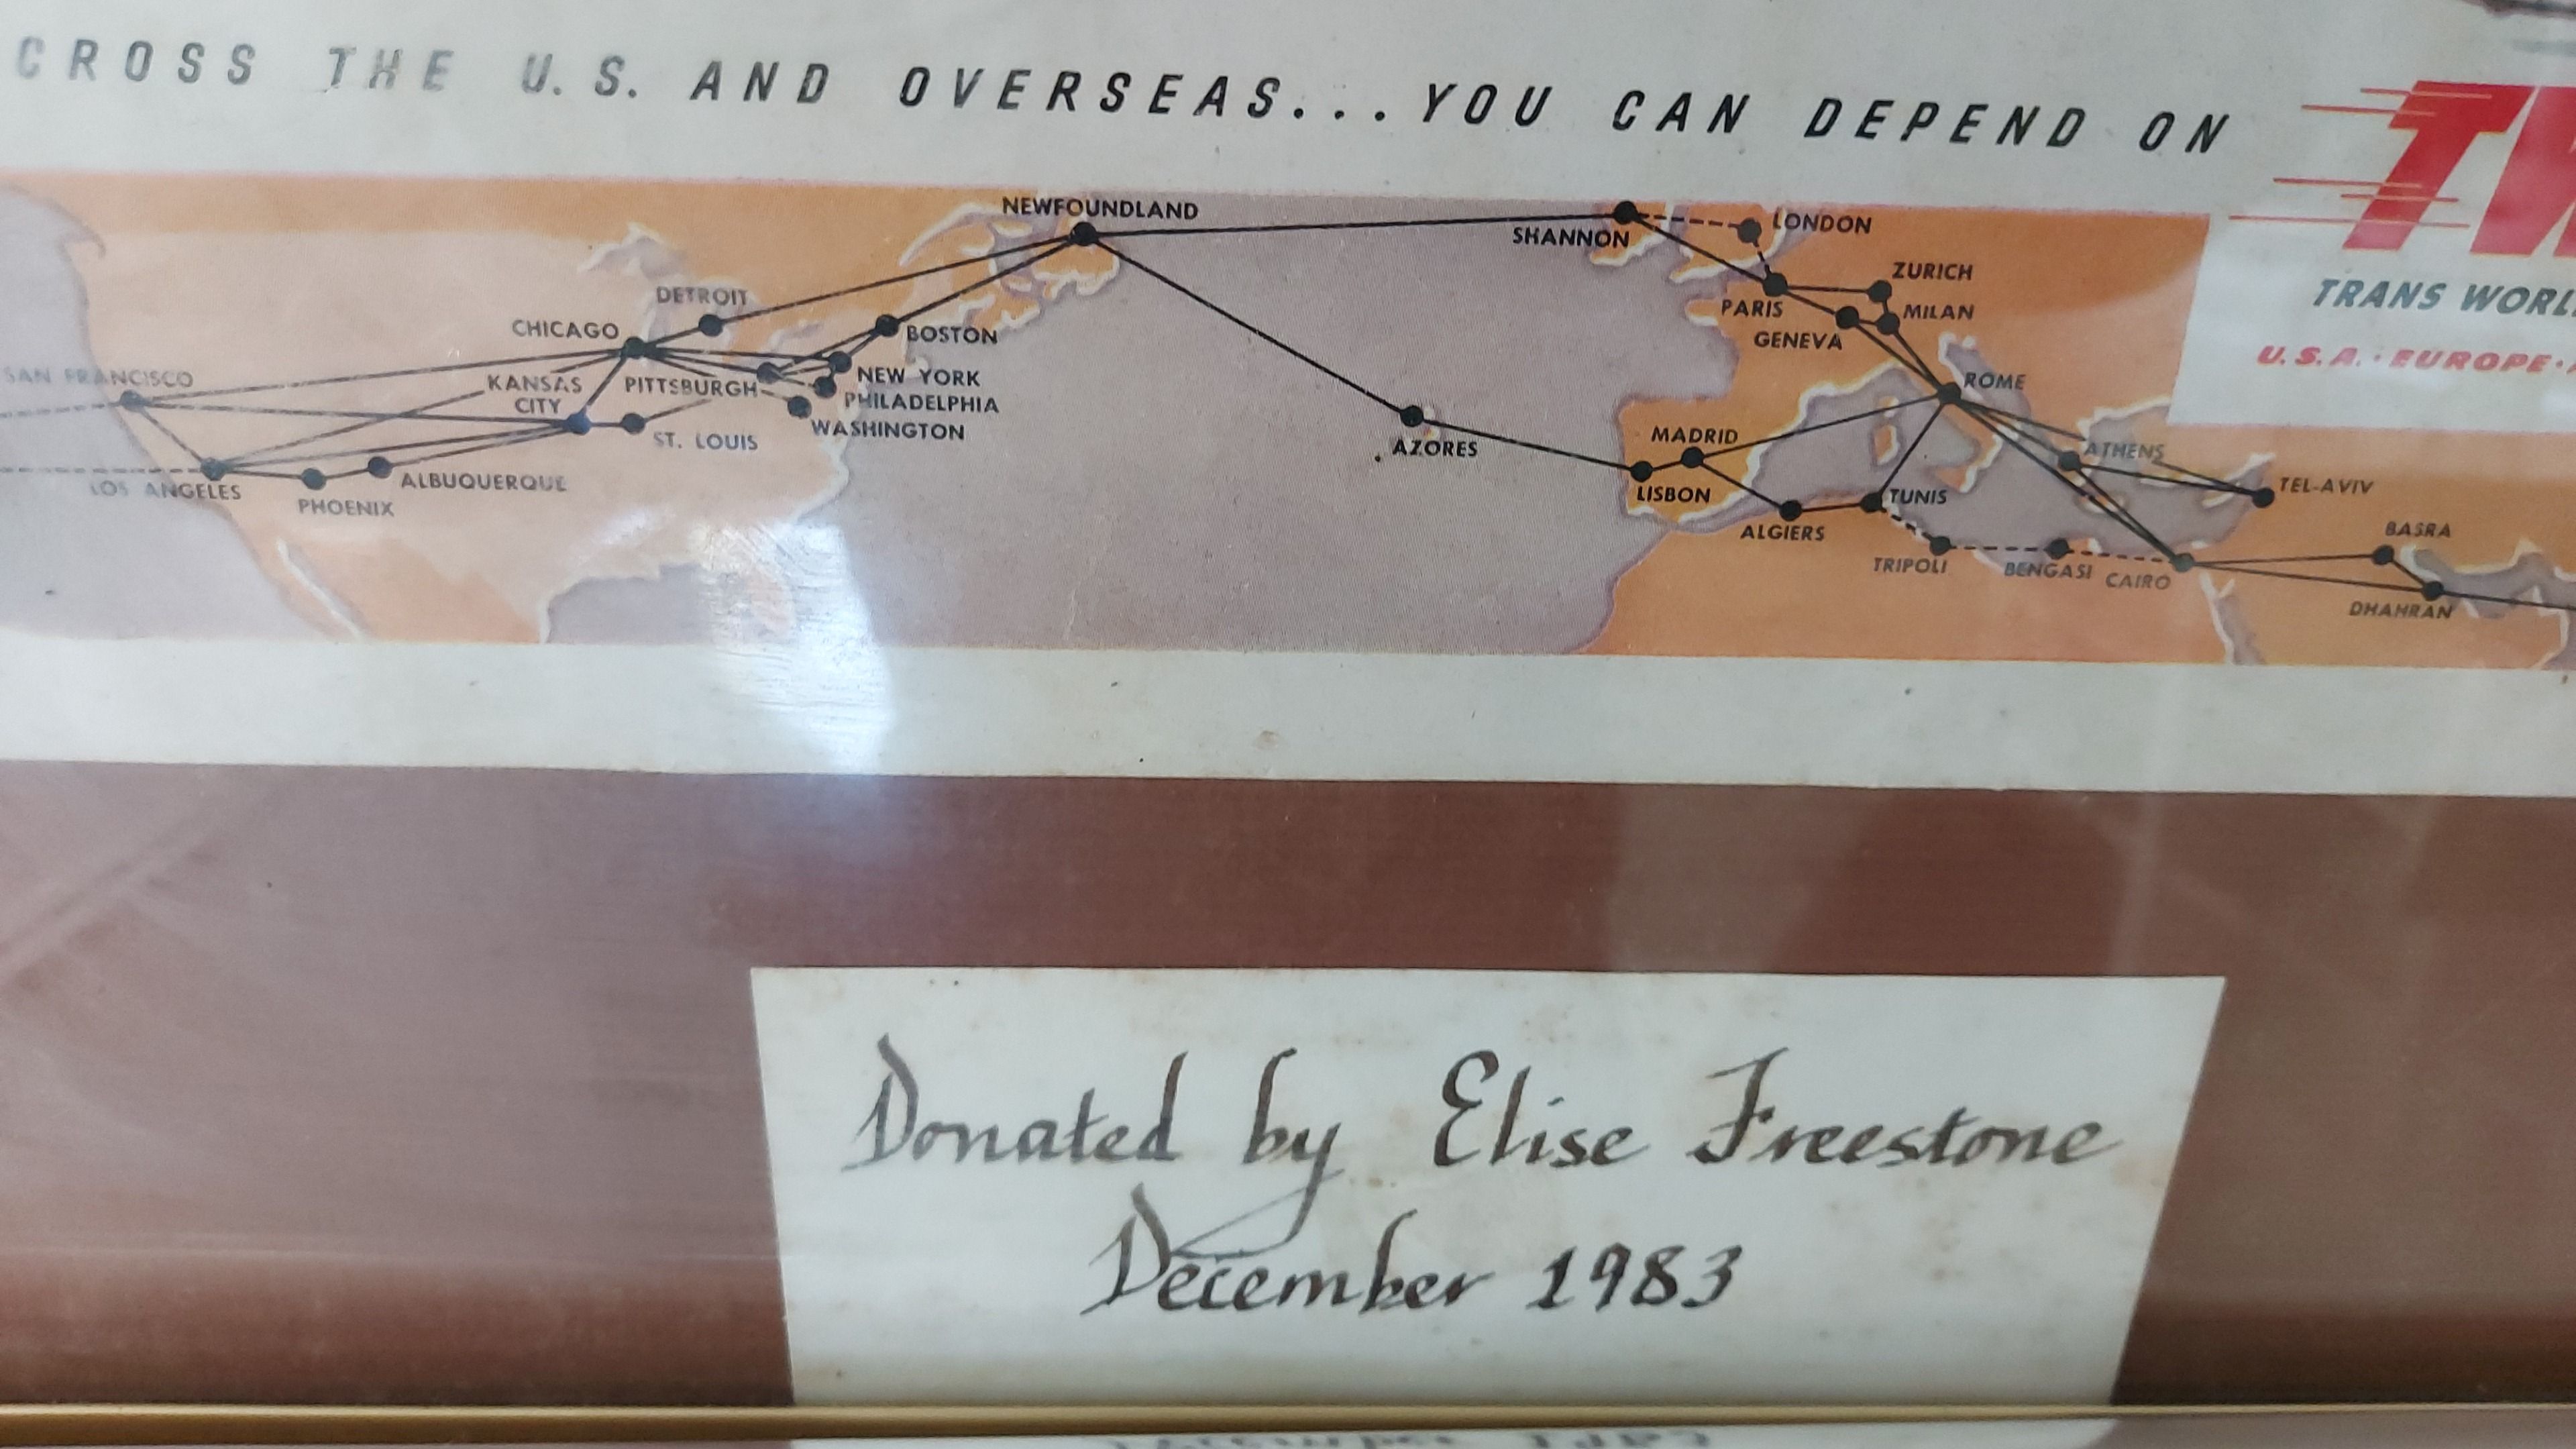 CROSS THE U.S. AND OVERSEAS...YOU CAN DEPEND ON
TRANS
U.S.A. · EUROPE ·
NEWFOUNDLAND
SHANNON
LONDON
ZURICH
PARIS
MILAN
GENEVA
DETROIT
CHICAGO
BOSTON
SAN FRANCISCO
KANSAS
CITY
PITTSBURGH
NEW YORK
PHILADELPHIA
WASHINGTON
ST. LOUIS
ROME
AZORES
MADRID
ATHENS
LOS ANGELES
PHOENIX
ALBUQUERQUE
LISBON
TUNIS
TEL-AVIV
ALGIERS
TRIPOLI
BENGASI
CAIRO
BASRA
DHAHRAN
Donated by Elise Freestone
December 1983